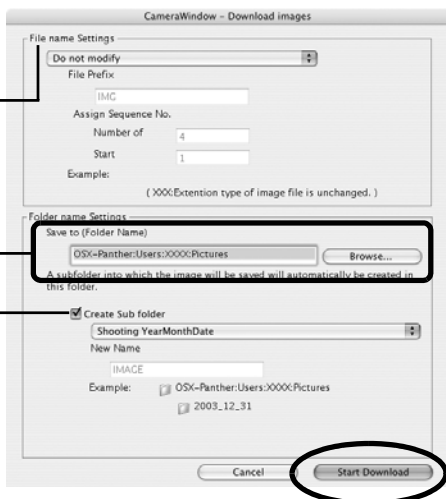 CameraWindow – Download images
File name Settings
Do not modify
File Prefix
IMG
Assign Sequence No.
Number of 4
Start 1
Example:
( XXX:Extention type of image file is unchanged. )
Folder name Settings
Save to (Folder Name)
OSX–Panther:Users:XXXX:Pictures Browse...
A subfolder into which the image will be saved will automatically be created in
this folder.
Create Sub folder
Shooting YearMonthDate
New Name
IMAGE
Example: OSX–Panther:Users:XXXX:Pictures
2003_12_31
Cancel Start Download